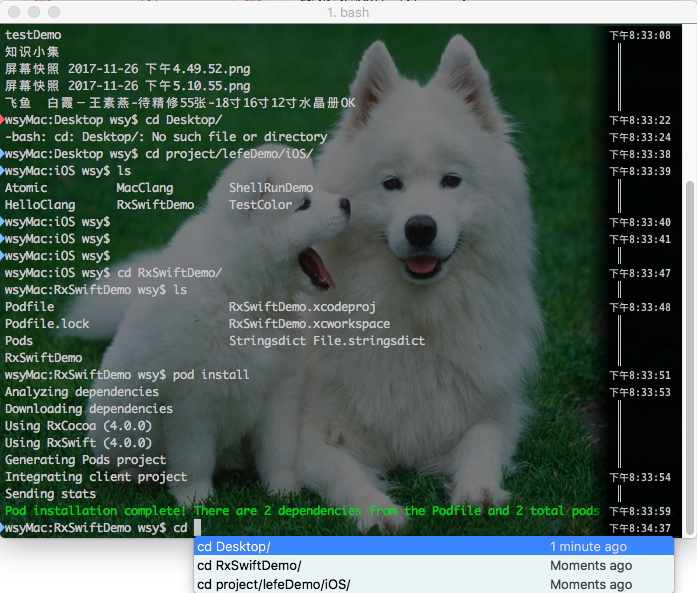 1. bash
testDemo 下午8:33:08
知识小集
屏幕快照 2017-11-26 下午4.49.52.png
屏幕快照 2017-11-26 下午5.10.55.png
飞鱼 白霞－王素燕-待精修55张-18寸16寸12寸水晶册OK
wsyMac:Desktop wsy$ cd Desktop/ 下午8:33:22
-bash: cd: Desktop/: No such file or directory 下午8:33:24
wsyMac:Desktop wsy$ cd project/lefeDemo/iOS/ 下午8:33:38
wsyMac:iOS wsy$ ls 下午8:33:39
Atomic MacClang ShellRunDemo
HelloClang RxSwiftDemo TestColor
wsyMac:iOS wsy$ 下午8:33:40
wsyMac:iOS wsy$ 下午8:33:41
wsyMac:iOS wsy$
wsyMac:iOS wsy$ cd RxSwiftDemo/ 下午8:33:47
wsyMac:RxSwiftDemo wsy$ ls
Podfile RxSwiftDemo.xcodeproj 下午8:33:48
Podfile.lock RxSwiftDemo.xcworkspace
Pods Stringsdict File.stringsdict
RxSwiftDemo
wsyMac:RxSwiftDemo wsy$ pod install 下午8:33:51
Analyzing dependencies 下午8:33:53
Downloading dependencies
Using RxCocoa (4.0.0)
Using RxSwift (4.0.0)
Generating Pods project
Integrating client project 下午8:33:54
Sending stats
Pod installation complete! There are 2 dependencies from the Podfile and 2 total pods 下午8:33:59
wsyMac:RxSwiftDemo wsy$ cd 下午8:34:37
cd Desktop/ 1 minute ago
cd RxSwiftDemo/ Moments ago
cd project/lefeDemo/iOS/ Moments ago